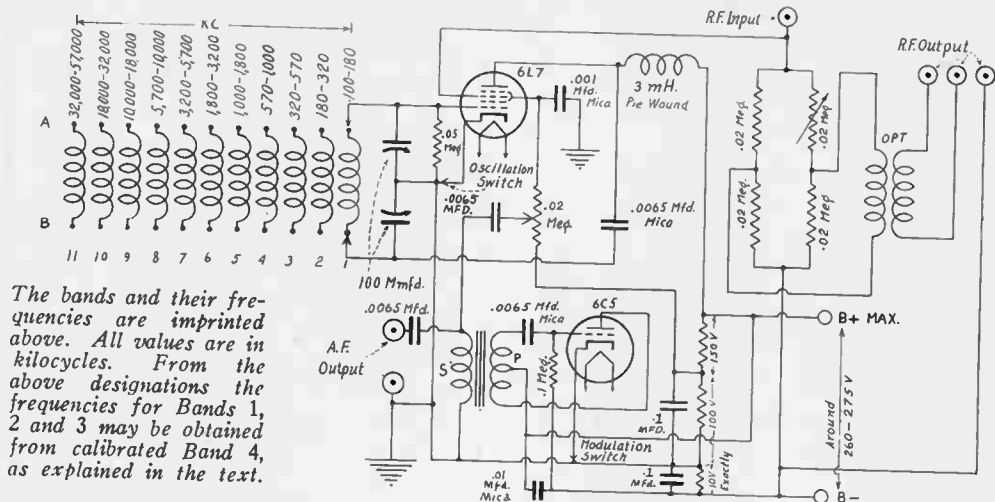 KC
32,000-57,000
18,000-32,000
10,000-18,000
5,700-10,000
3,200-5,700
1,800-3,200
1,000-1,800
570-1000
320-570
180-320
100-180
A
B
11 10 9 8 7 6 5 4 3 2 1
100 Mmfd.
.05
Meg
6L7
Oscillation
Switch
.0065
MFD.
.001
Mfd.
Mica
3 mH.
Pie Wound
.02
Meg.
.0065 Mfd.
Mica
R.F. Input
R.F. Output
.02 Meg.
.02 Meg
.02 Meg
.02 Meg
OPT
The bands and their fre-
quencies are imprinted
above. All values are in
kilocycles. From the
above designations the
frequencies for Bands 1,
2 and 3 may be obtained
from calibrated Band 4,
as explained in the text.
.0065 Mfd.
A.F.
Output
S
P
.0065 Mfd.
Mica
6C5
.1 Meg.
Modulation
Switch
.01
Mfd.
Mica
.1
MFD.
.1
Mfd.
150 V
100 V
10V
Exactly
B+ MAX.
Around
260-275 V
B-